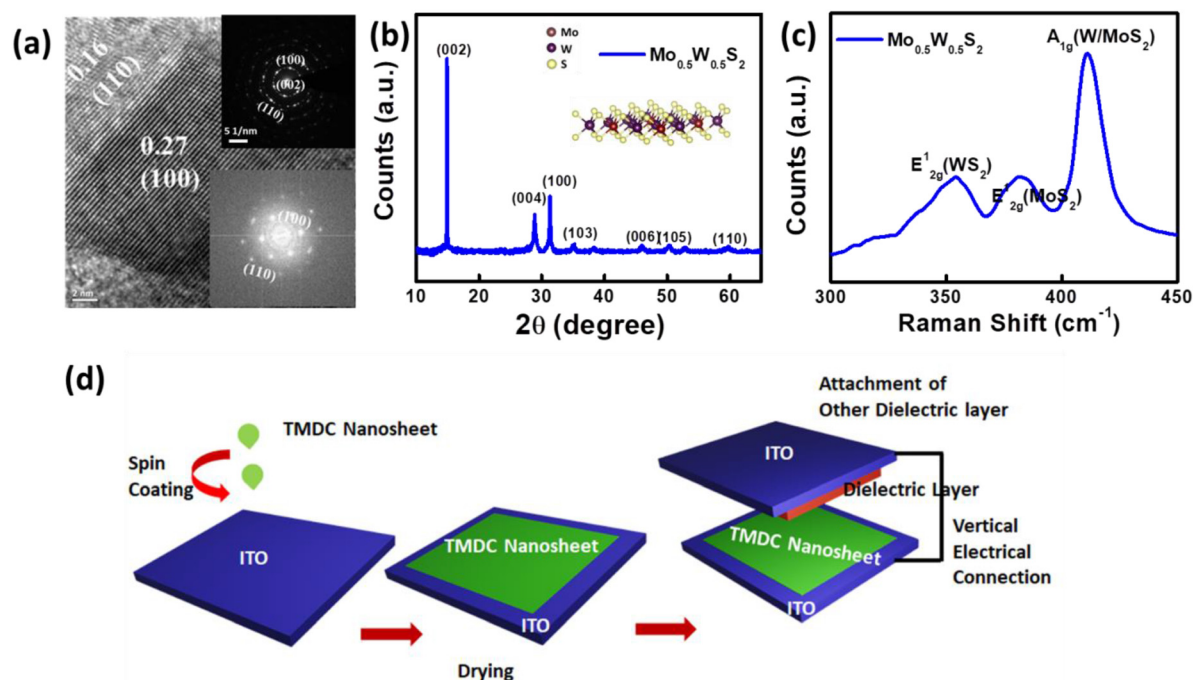 (a)
0.16
(110)
0.27
(100)
2 nm
(100)
(002)
(110)
5 1/nm
(100)
(110)
(b)
Counts (a.u.)
(002)
Mo
W
S
Mo0.5W0.5S2
(004)
(100)
(103)
(006)
(105)
(110)
10 20 30 40 50 60
2θ (degree)
(c)
Counts (a.u.)
Mo0.5W0.5S2
A1g(W/MoS2)
E12g(WS2)
E12g(MoS2)
300 350 400 450
Raman Shift (cm-1)
(d)
TMDC Nanosheet
Spin
Coating
ITO
TMDC Nanosheet
ITO
Drying
Attachment of
Other Dielectric layer
ITO
Dielectric Layer
TMDC Nanosheet
ITO
Vertical
Electrical
Connection